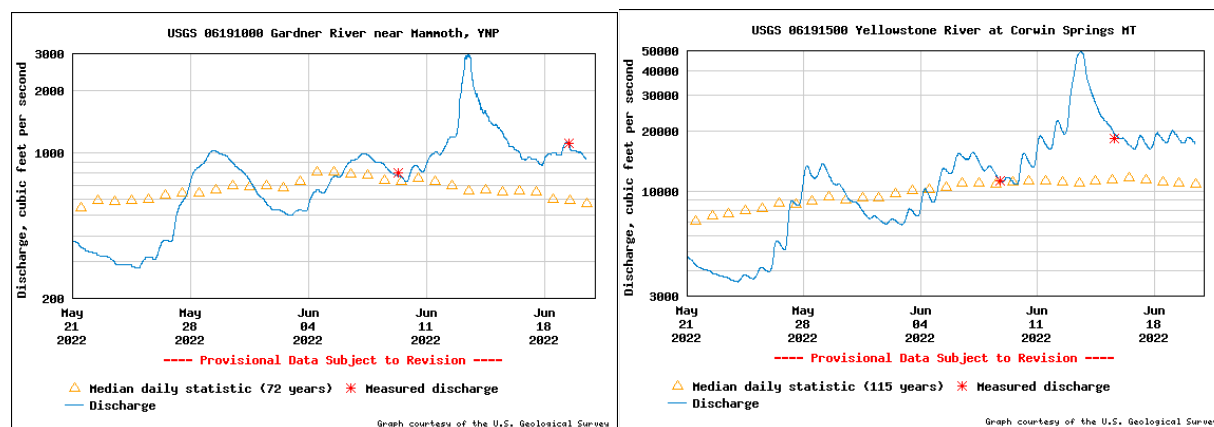 USGS 06191000 Gardner River near Mammoth, YNP
Discharge, cubic feet per second
3000
2000
1000
200
May May Jun Jun Jun
21 28 04 11 18
2022 2022 2022 2022 2022
---- Provisional Data Subject to Revision ----
△ Median daily statistic (72 years) ✳ Measured discharge
— Discharge
Graph courtesy of the U.S. Geological Survey
USGS 06191500 Yellowstone River at Corwin Springs MT
Discharge, cubic feet per second
50000
40000
30000
20000
10000
3000
May May Jun Jun Jun
21 28 04 11 18
2022 2022 2022 2022 2022
---- Provisional Data Subject to Revision ----
△ Median daily statistic (115 years) ✳ Measured discharge
— Discharge
Graph courtesy of the U.S. Geological Survey